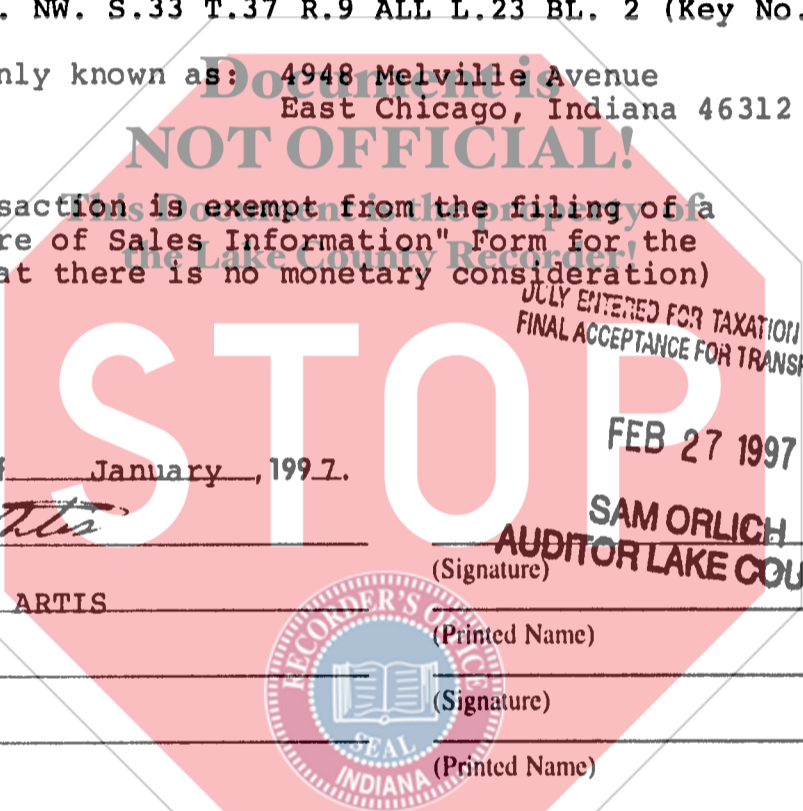 . NW. S.33 T.37 R.9 ALL L.23 BL. 2 (Key No.
nly known as: 4948 Melville Avenue
Document is
East Chicago, Indiana 46312
NOT OFFICIAL!
saction is exempt from the filing of a
This Document is the property of
re of Sales Information" Form for the
the Lake County Recorder!
at there is no monetary consideration)
DULY ENTERED FOR TAXATION
FINAL ACCEPTANCE FOR TRANSF
STOP
FEB 27 1997
January, 1997.
SAM ORLICH
AUDITOR LAKE COU
(Signature)
ARTIS
(Printed Name)
(Signature)
(Printed Name)
RECORDER'S OFFICE
SEAL
INDIANA